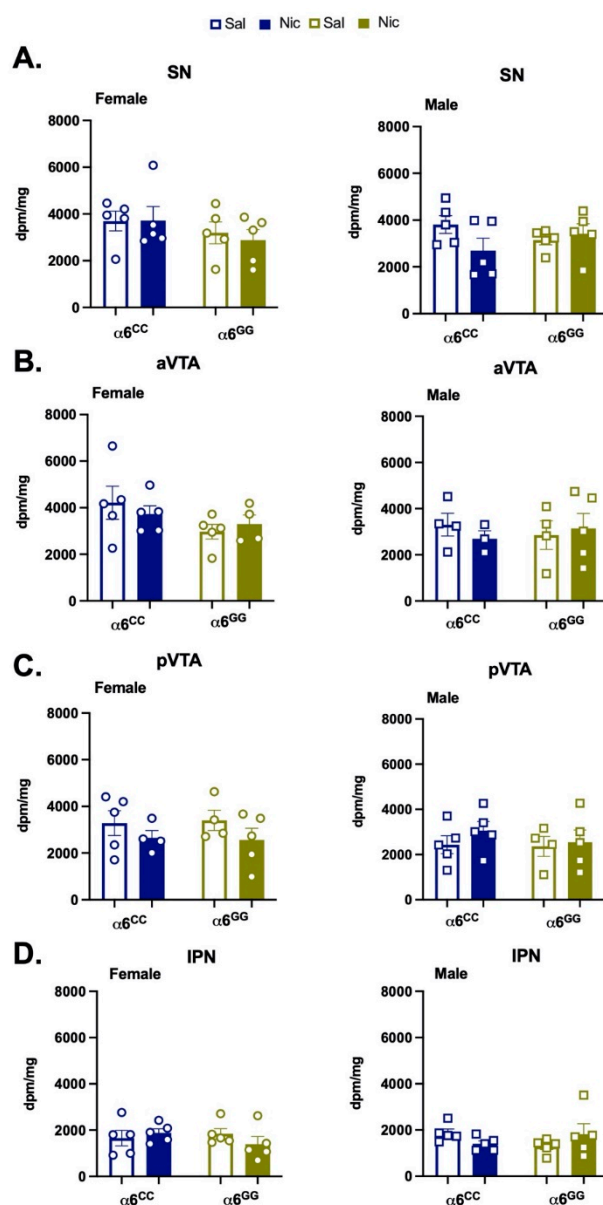 Sal Nic Sal Nic
A.
SN
SN
Female
Male
8000
6000
4000
2000
0
dpm/mg
α6CC
α6GG
8000
6000
4000
2000
0
dpm/mg
α6CC
α6GG
B.
aVTA
aVTA
Female
Male
8000
6000
4000
2000
0
dpm/mg
α6CC
α6GG
8000
6000
4000
2000
0
dpm/mg
α6CC
α6GG
C.
pVTA
pVTA
Female
Male
8000
6000
4000
2000
0
dpm/mg
α6CC
α6GG
8000
6000
4000
2000
0
dpm/mg
α6CC
α6GG
D.
IPN
IPN
Female
Male
8000
6000
4000
2000
0
dpm/mg
α6CC
α6GG
8000
6000
4000
2000
0
dpm/mg
α6CC
α6GG